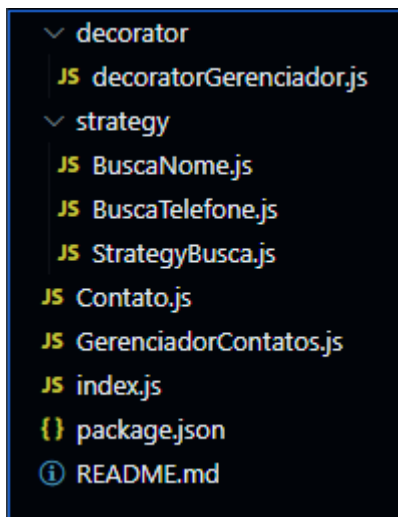 decorator
JS decoratorGerenciador.js
strategy
JS BuscaNome.js
JS BuscaTelefone.js
JS StrategyBusca.js
JS Contato.js
JS GerenciadorContatos.js
JS index.js
{} package.json
README.md